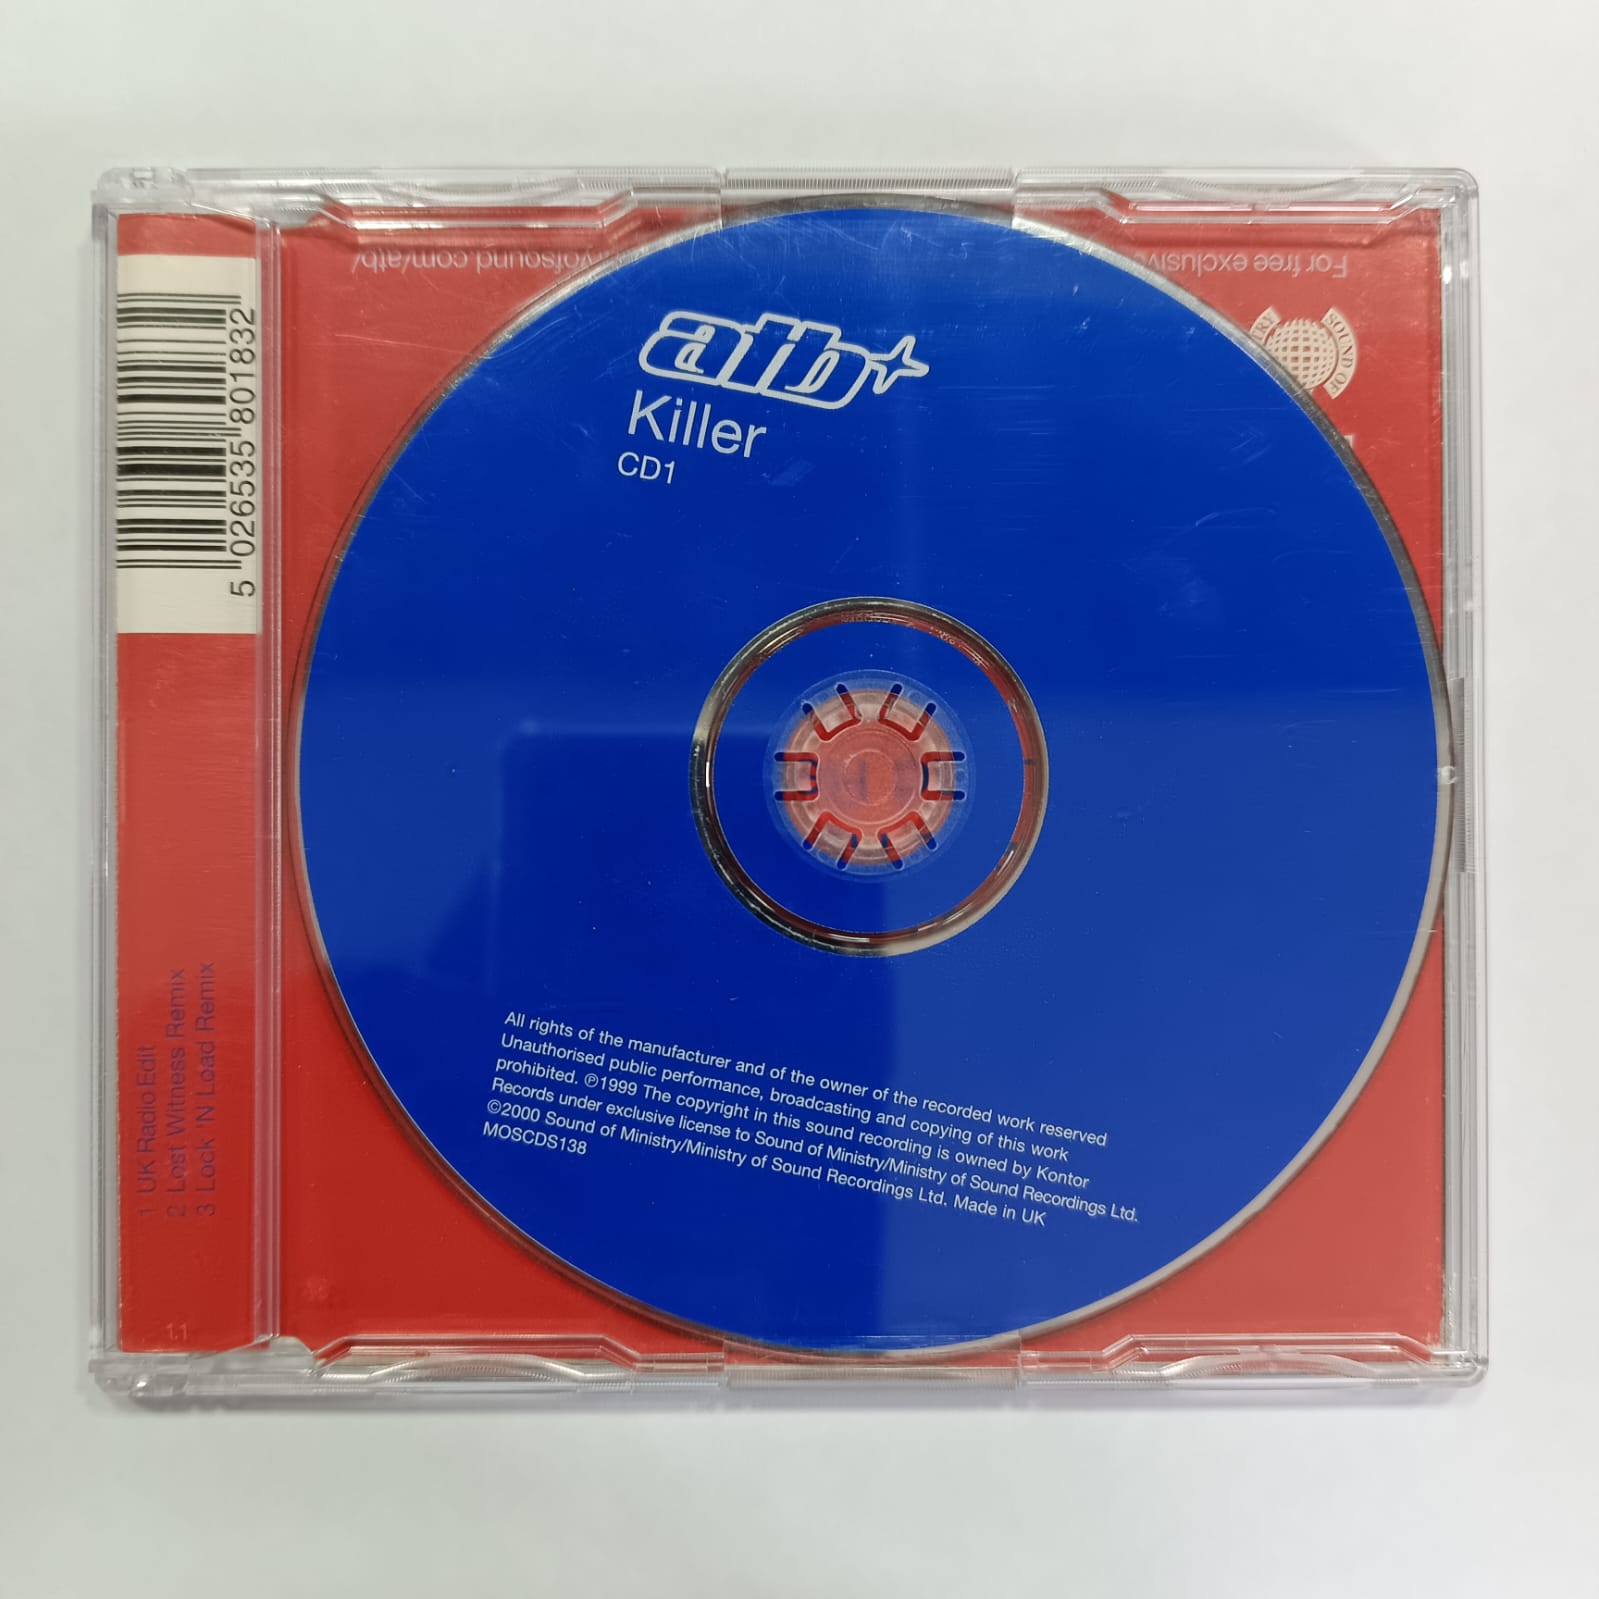 atb
Killer
CD1
All rights of the manufacturer and of the owner of the recorded work reserved
Unauthorised public performance, broadcasting and copying of this work
prohibited. ℗1999 The copyright in this sound recording is owned by Kontor
Records under exclusive license to Sound of Ministry/Ministry of Sound Recordings Ltd.
©2000 Sound of Ministry/Ministry of Sound Recordings Ltd. Made in UK
MOSCDS138
5 026535 801832
1 UK Radio Edit
2 Lost Witness Remix
3 Lock 'N Load Remix
For free exclusive
ofsound.com/atb/
SOUND OF